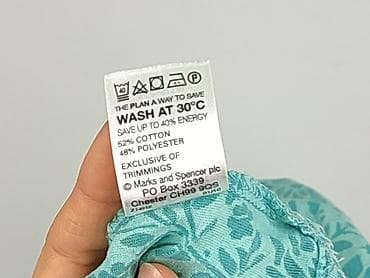 40 P
THE PLAN A WAY TO SAVE
WASH AT 30°C
SAVE UP TO 40% ENERGY
52% COTTON
48% POLYESTER
EXCLUSIVE OF
TRIMMINGS
© Marks and Spencer plc
PO Box 3339
Chester CH99 9QS